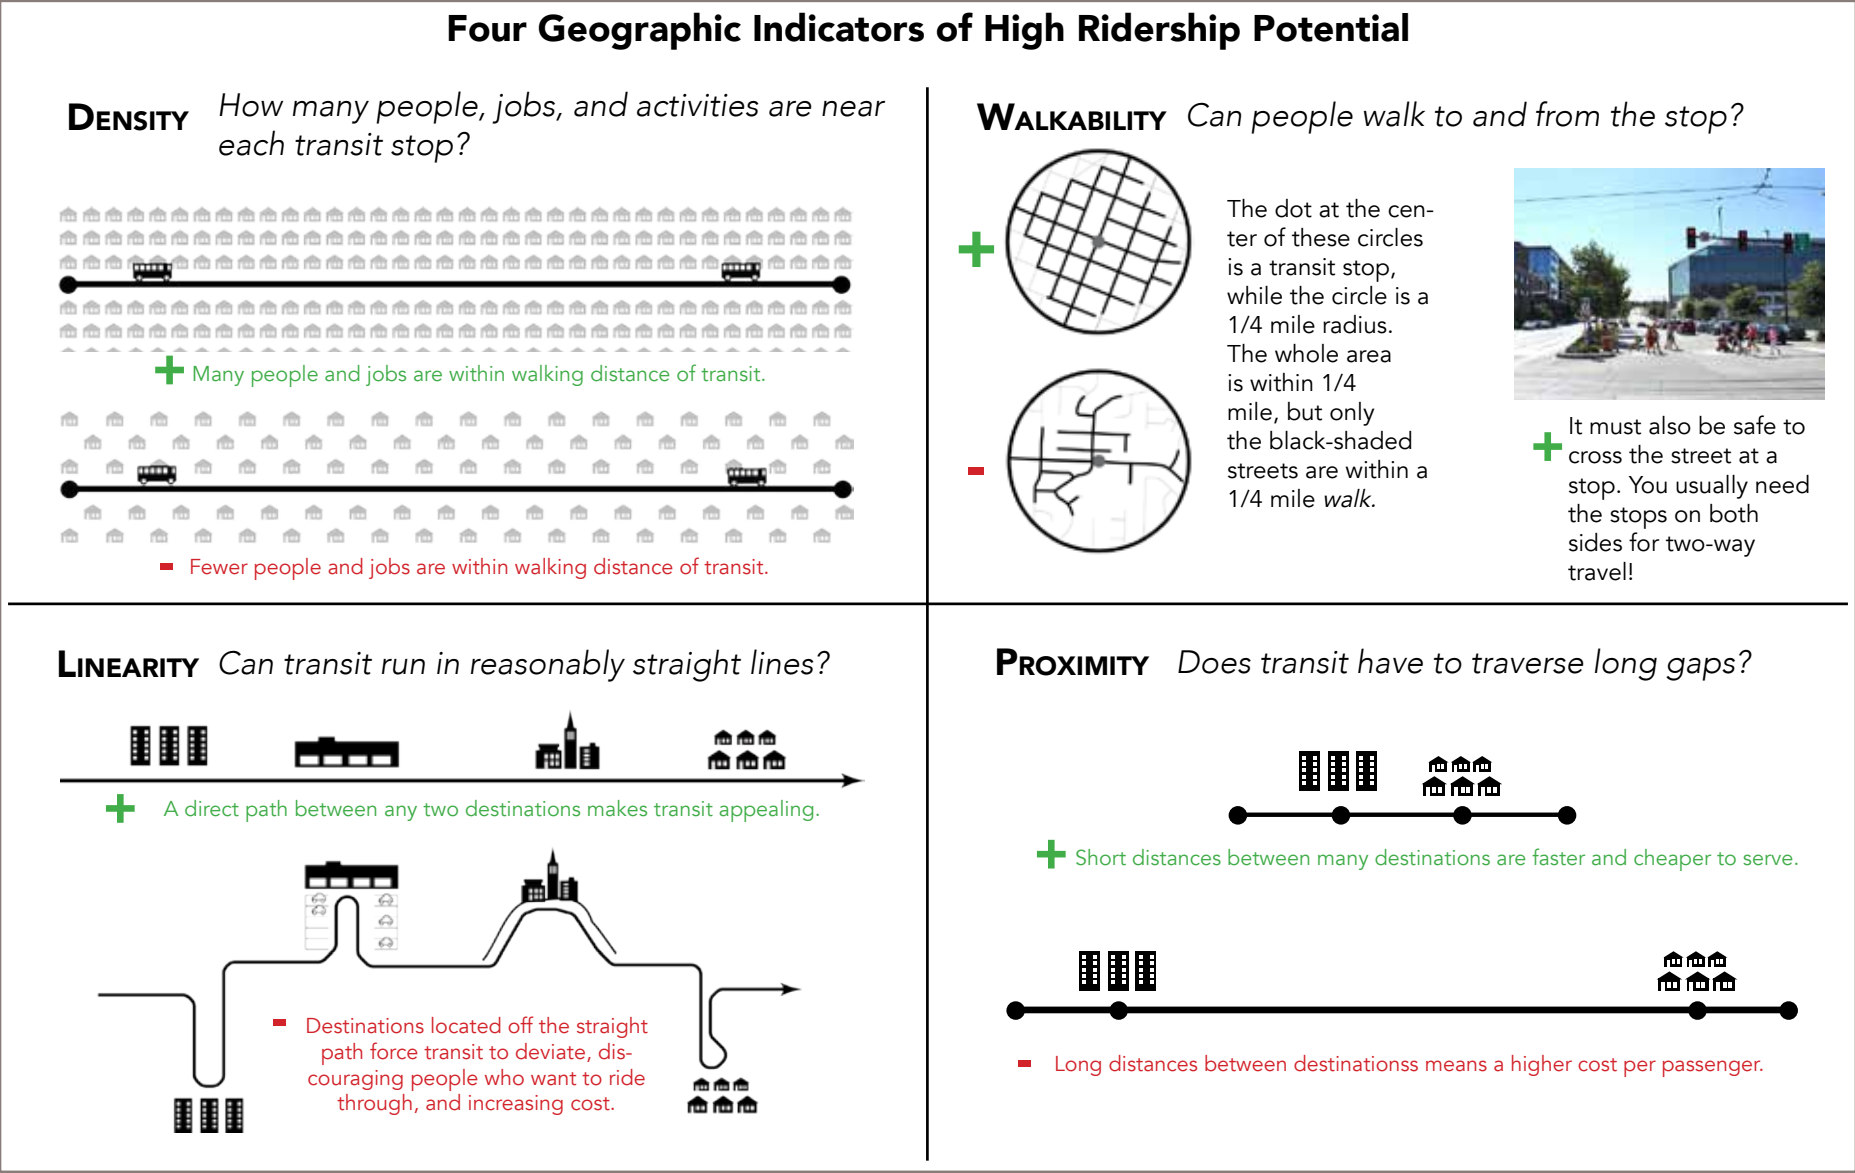 Four Geographic Indicators of High Ridership Potential
DENSITY How many people, jobs, and activities are near
each transit stop?
+ Many people and jobs are within walking distance of transit.
- Fewer people and jobs are within walking distance of transit.
WALKABILITY Can people walk to and from the stop?
+
-
The dot at the cen-
ter of these circles
is a transit stop,
while the circle is a
1/4 mile radius.
The whole area
is within 1/4
mile, but only
the black-shaded
streets are within a
1/4 mile walk.
+ It must also be safe to
cross the street at a
stop. You usually need
the stops on both
sides for two-way
travel!
LINEARITY Can transit run in reasonably straight lines?
+ A direct path between any two destinations makes transit appealing.
- Destinations located off the straight
path force transit to deviate, dis-
couraging people who want to ride
through, and increasing cost.
PROXIMITY Does transit have to traverse long gaps?
+ Short distances between many destinations are faster and cheaper to serve.
- Long distances between destinationss means a higher cost per passenger.